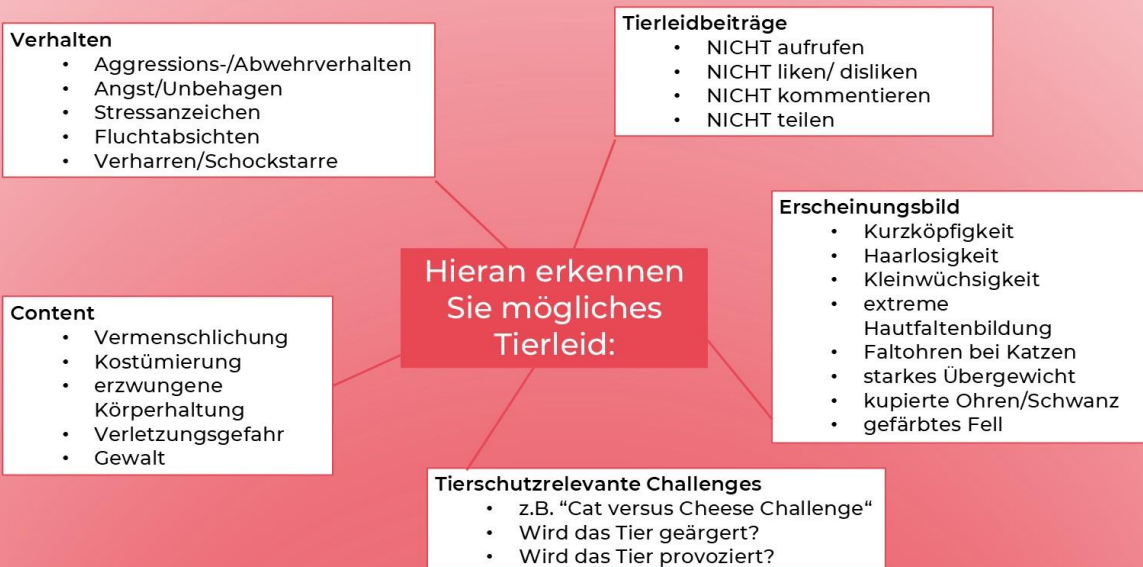 Verhalten
• Aggressions-/Abwehrverhalten
• Angst/Unbehagen
• Stressanzeichen
• Fluchtabsichten
• Verharren/Schockstarre
Tierleidbeiträge
• NICHT aufrufen
• NICHT liken/ disliken
• NICHT kommentieren
• NICHT teilen
Hieran erkennen
Sie mögliches
Tierleid:
Erscheinungsbild
• Kurzköpfigkeit
• Haarlosigkeit
• Kleinwüchsigkeit
• extreme
Hautfaltenbildung
• Faltohren bei Katzen
• starkes Übergewicht
• kupierte Ohren/Schwanz
• gefärbtes Fell
Content
• Vermenschlichung
• Kostümierung
• erzwungene
Körperhaltung
• Verletzungsgefahr
• Gewalt
Tierschutzrelevante Challenges
• z.B. “Cat versus Cheese Challenge“
• Wird das Tier geärgert?
• Wird das Tier provoziert?